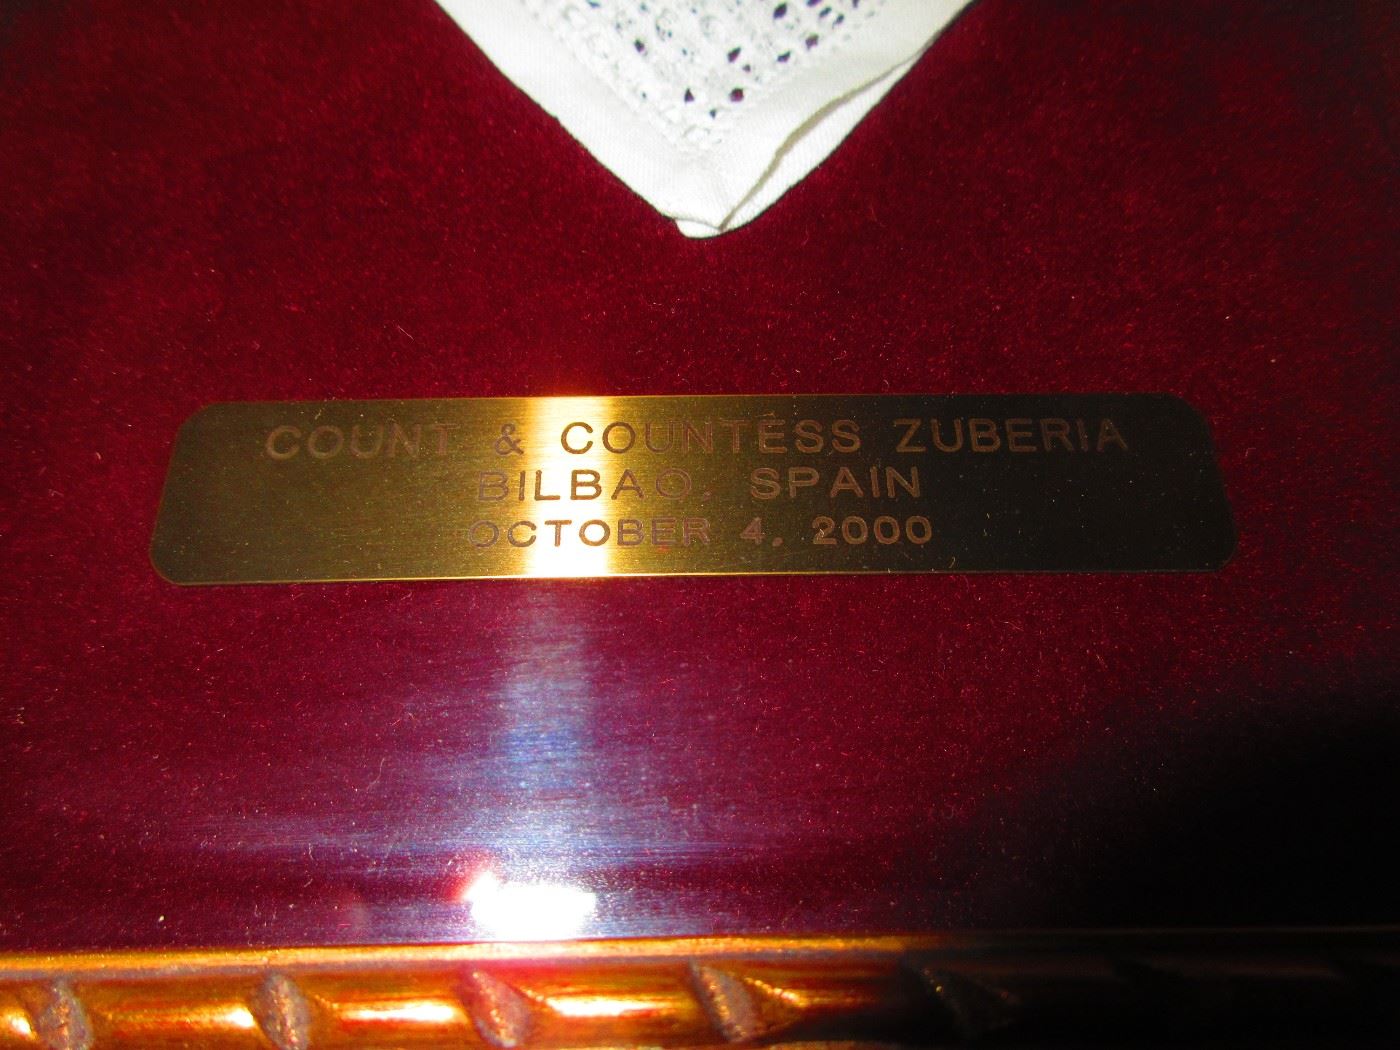 COUNT & COUNTESS ZUBERIA
BILBAO, SPAIN
OCTOBER 4, 2000